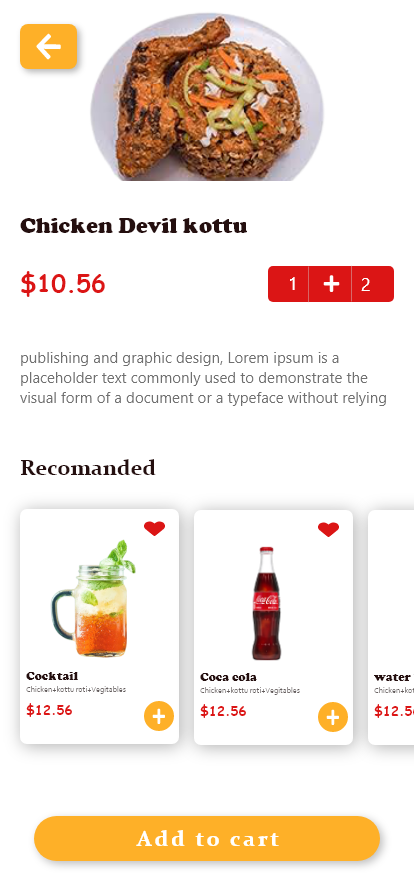 Chicken Devil kottu
$10.56
1 + 2
publishing and graphic design, Lorem ipsum is a
placeholder text commonly used to demonstrate the
visual form of a document or a typeface without relying
Recomanded
Coca Cola
Cocktail
Chicken+kottu roti+Vegitables
$12.56
Coca cola
Chicken+kottu roti+Vegitables
$12.56
water
Chicken+kot
$12.5
Add to cart